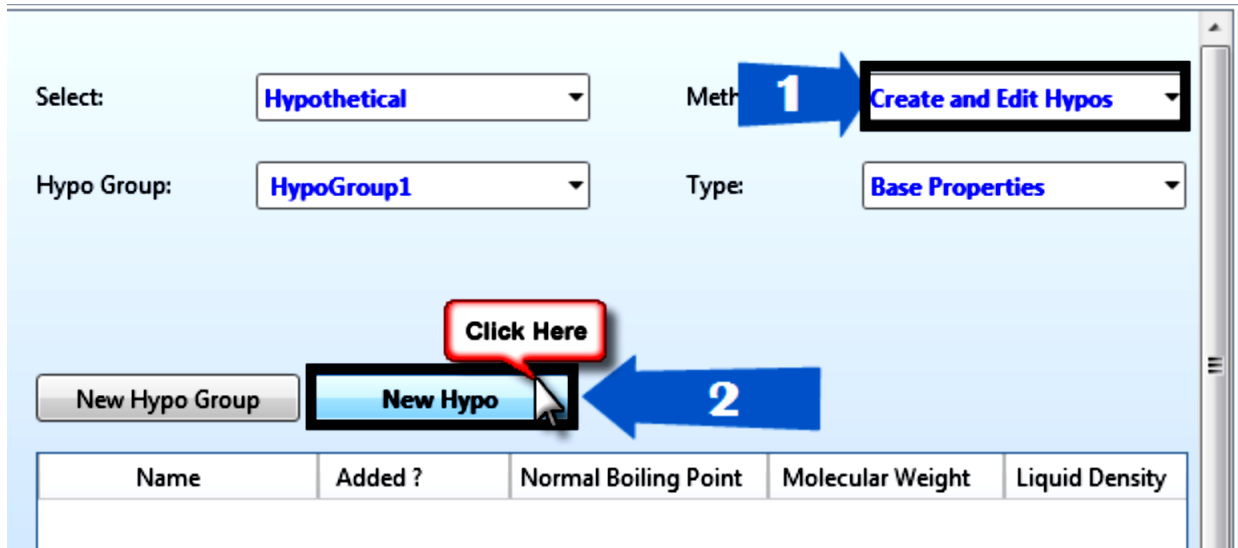 Select: Hypothetical Meth 1 Create and Edit Hypos
Hypo Group: HypoGroup1 Type: Base Properties
Click Here
New Hypo Group New Hypo 2
Name Added ? Normal Boiling Point Molecular Weight Liquid Density